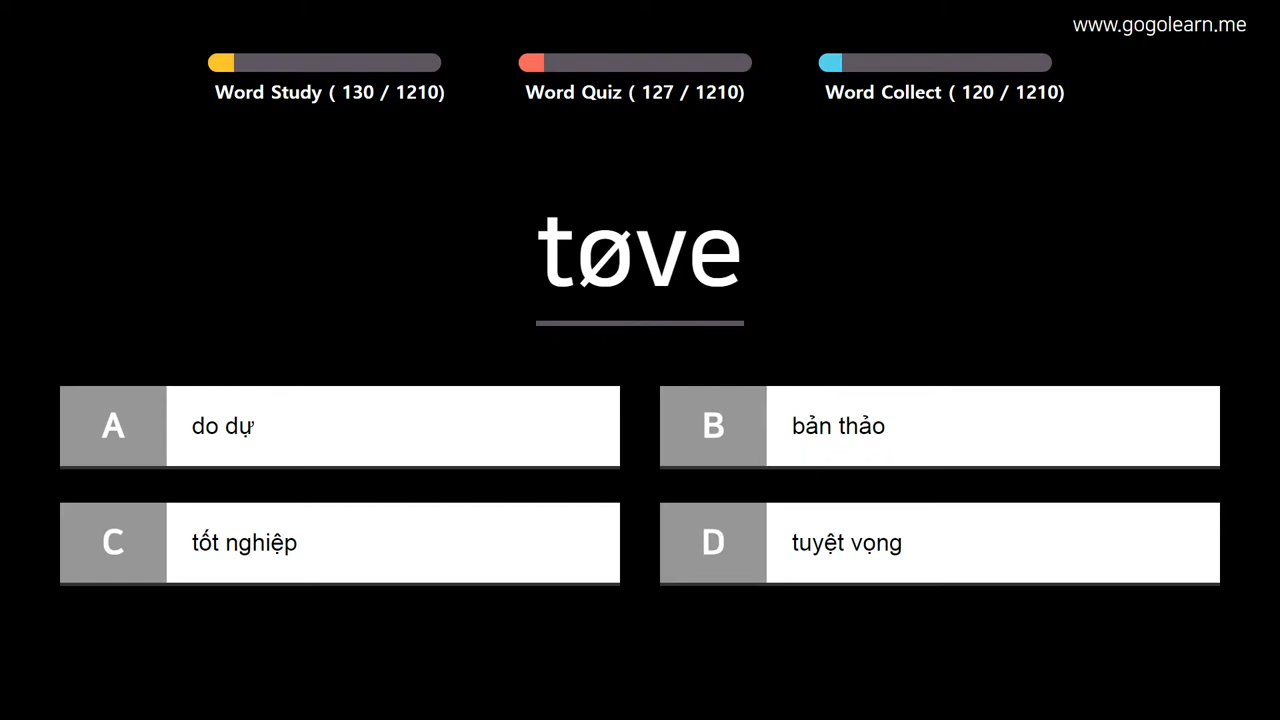 www.gogolearn.me
Word Study ( 130 / 1210)
Word Quiz ( 127 / 1210)
Word Collect ( 120 / 1210)
tøve
A do dự
B bản thảo
C tốt nghiệp
D tuyệt vọng